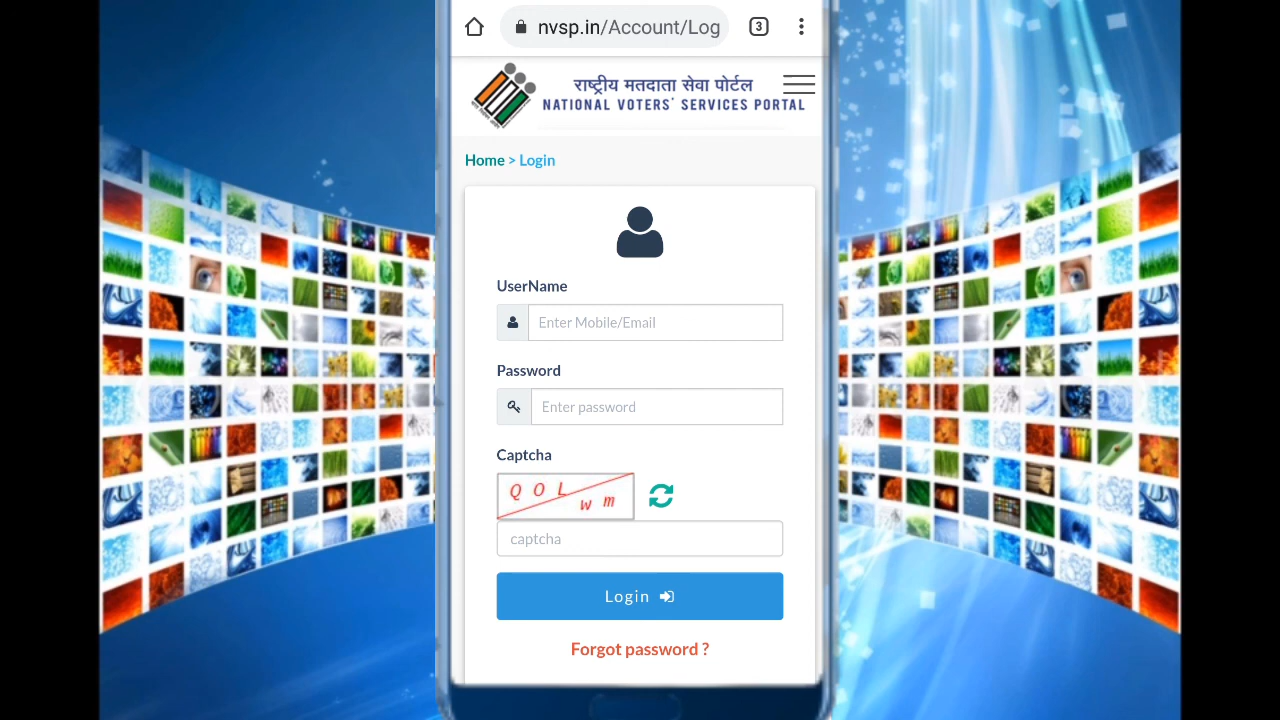 nvsp.in/Account/Log
3
राष्ट्रीय मतदाता सेवा पोर्टल
NATIONAL VOTERS' SERVICES PORTAL
Home > Login
UserName
Enter Mobile/Email
Password
Enter password
Captcha
Q O L w m
captcha
Login
Forgot password ?